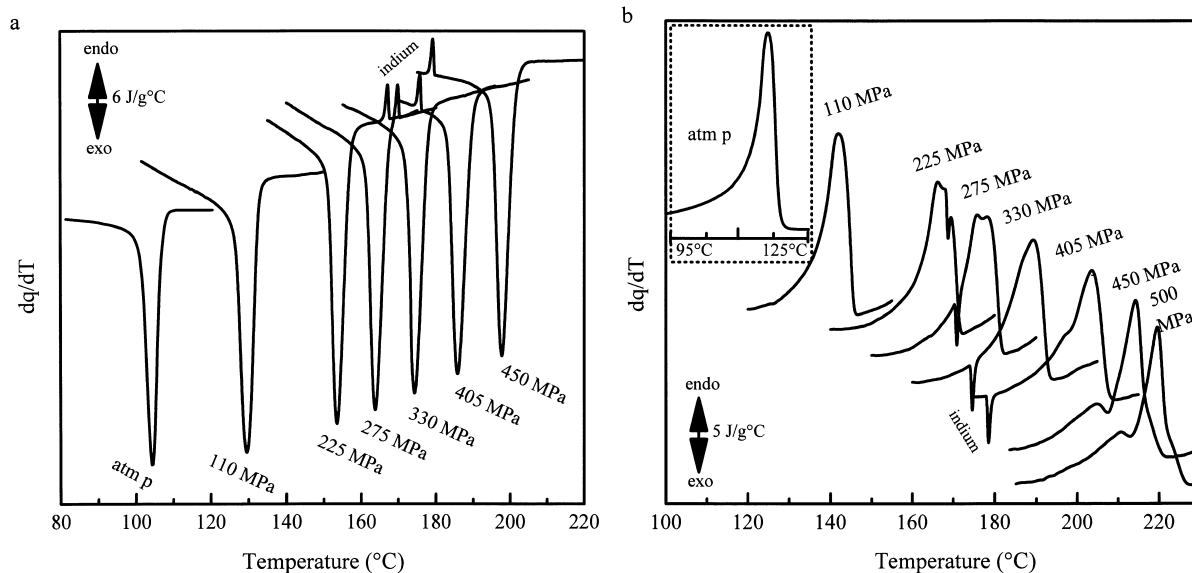 a
endo
6 J/g°C
exo
indium
dq/dT
atm p
110 MPa
225 MPa
275 MPa
330 MPa
405 MPa
450 MPa
80 100 120 140 160 180 200 220
Temperature (°C)
b
atm p
95°C 125°C
110 MPa
225 MPa
275 MPa
330 MPa
405 MPa
450 MPa
500
MPa
dq/dT
endo
5 J/g°C
exo
indium
100 120 140 160 180 200 220
Temperature (°C)